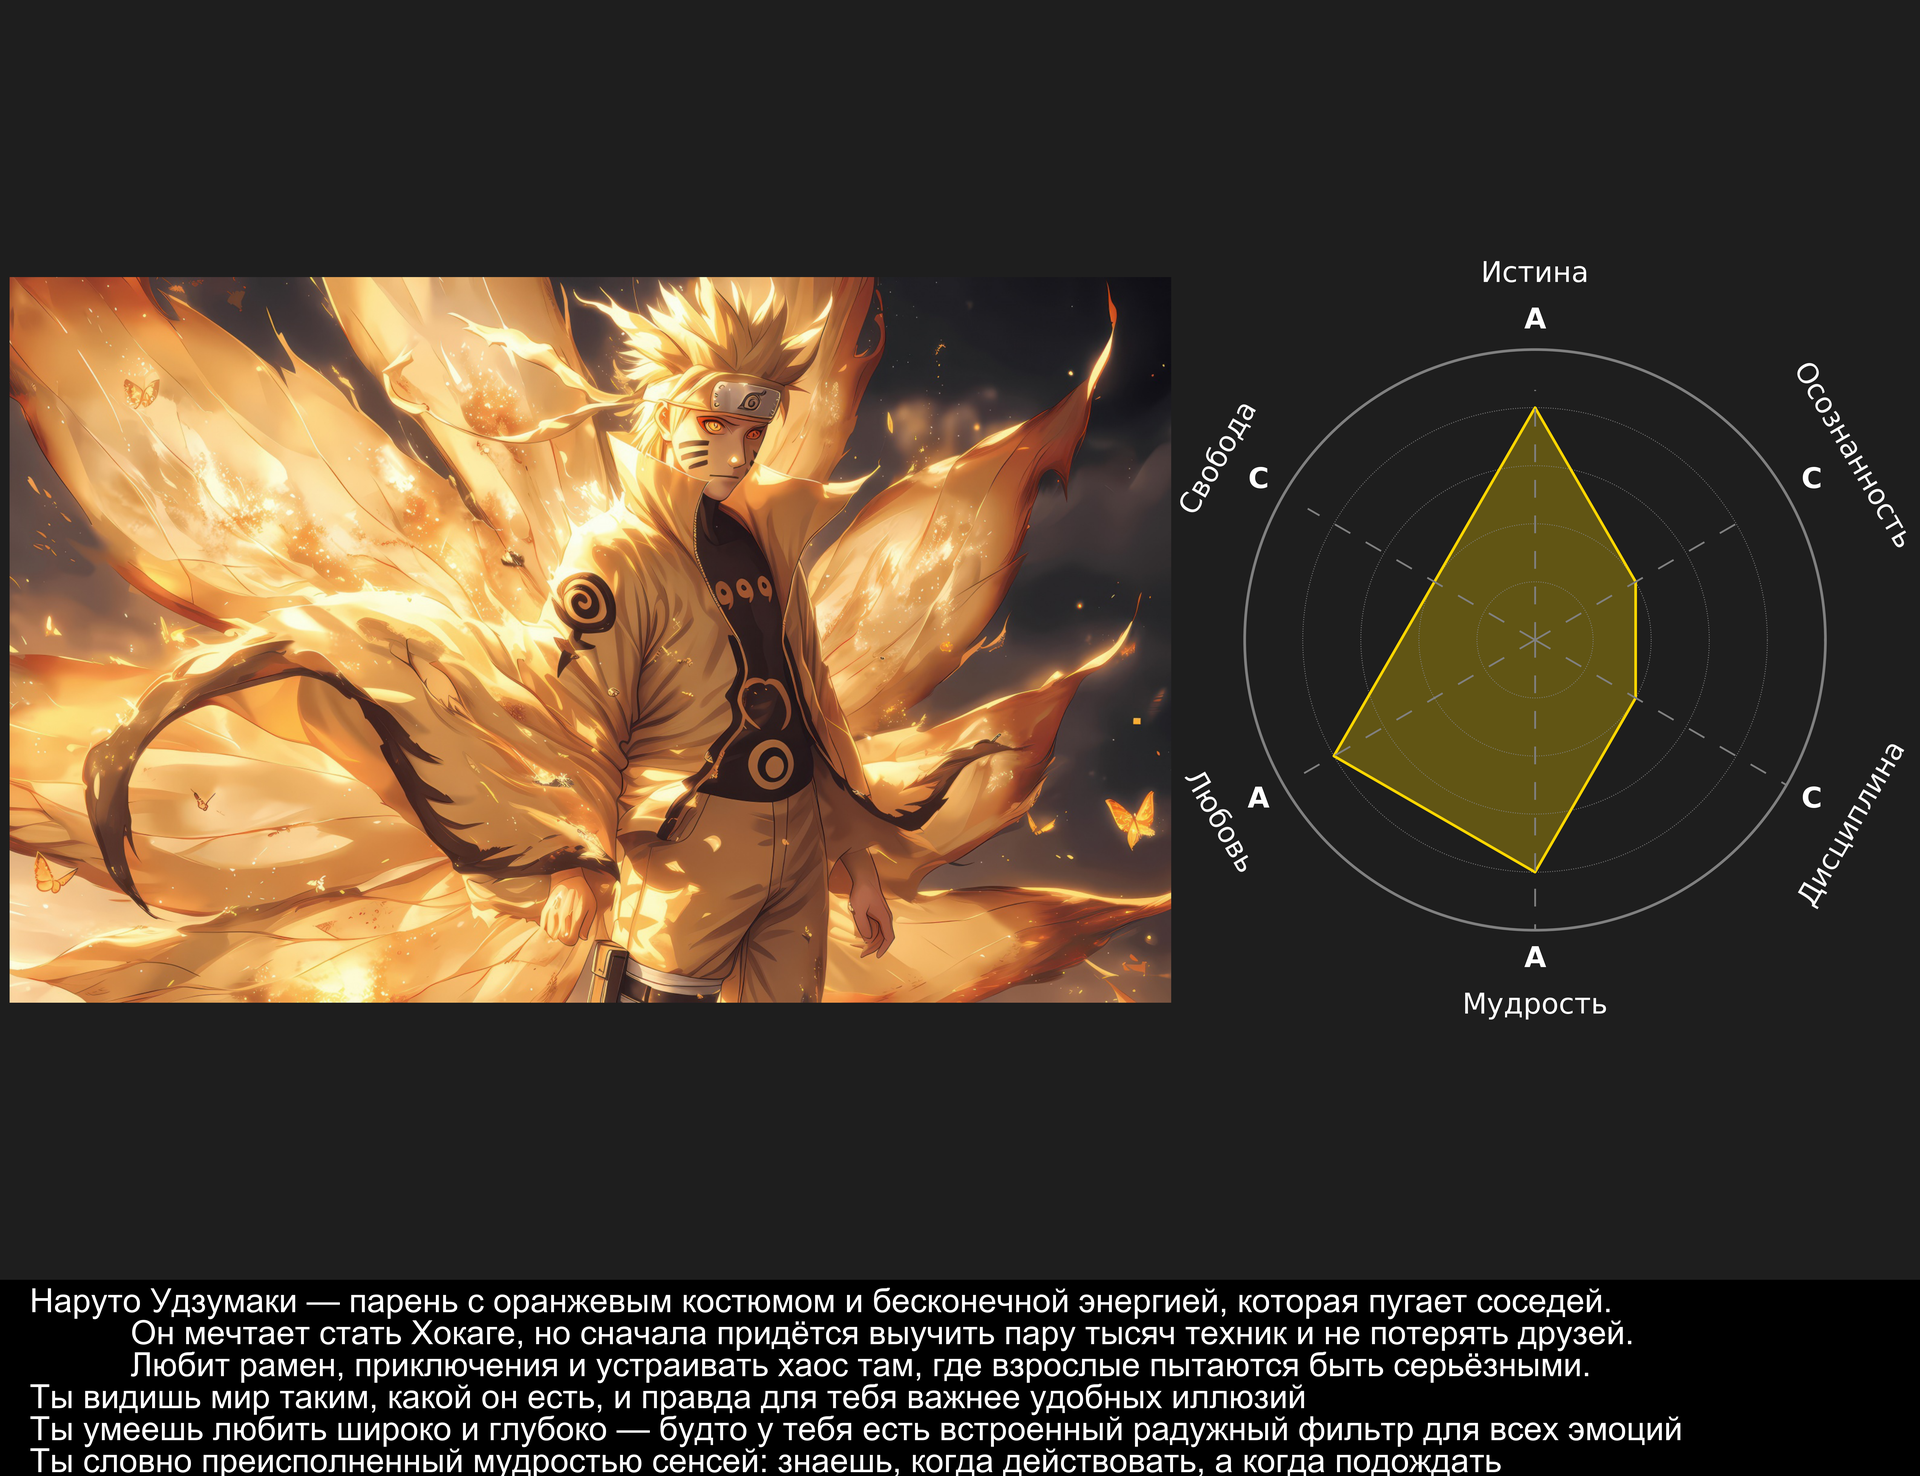 Истина
A
Осознанность
C
Свобода
C
Любовь
A
Дисциплина
C
A
Мудрость
Наруто Удзумаки — парень с оранжевым костюмом и бесконечной энергией, которая пугает соседей.
Он мечтает стать Хокаге, но сначала придётся выучить пару тысяч техник и не потерять друзей.
Любит рамен, приключения и устраивать хаос там, где взрослые пытаются быть серьёзными.
Ты видишь мир таким, какой он есть, и правда для тебя важнее удобных иллюзий
Ты умеешь любить широко и глубоко — будто у тебя есть встроенный радужный фильтр для всех эмоций
Ты словно преисполненный мудростью сенсей: знаешь, когда действовать, а когда подождать